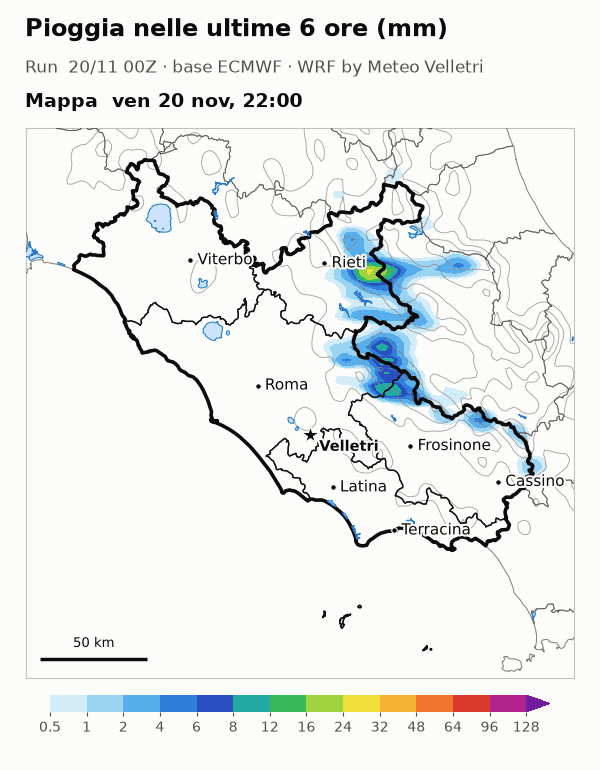 Pioggia nelle ultime 6 ore (mm)
Run  20/11 00Z · base ECMWF · WRF by Meteo Velletri
Mappa  ven 20 nov, 22:00
Viterbo
Rieti
Roma
Velletri
Frosinone
Latina
Cassino
Terracina
50 km
0.5 1 2 4 6 8 12 16 24 32 48 64 96 128